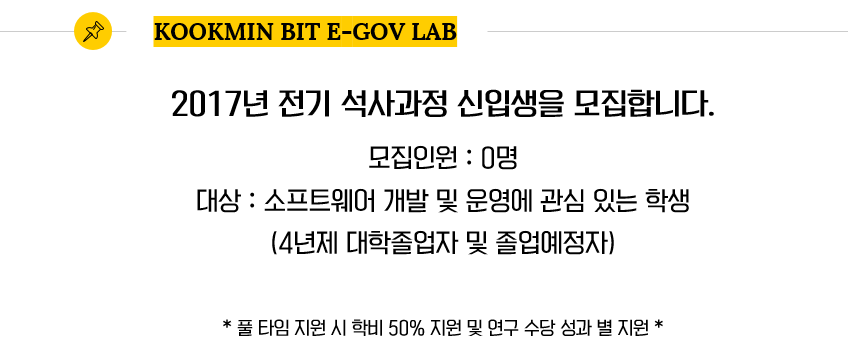 KOOKMIN BIT E-GOV LAB
2017년 전기 석사과정 신입생을 모집합니다.
모집인원 : 0명
대상 : 소프트웨어 개발 및 운영에 관심 있는 학생
(4년제 대학졸업자 및 졸업예정자)
* 풀 타임 지원 시 학비 50% 지원 및 연구 수당 성과 별 지원 *